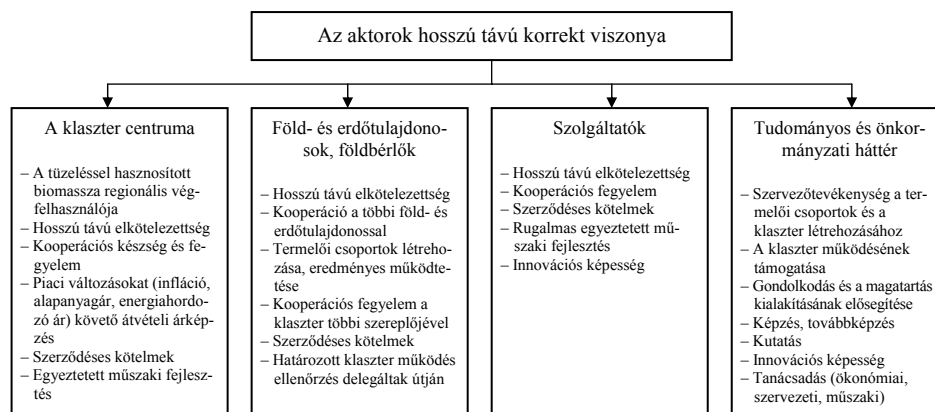 Az aktorok hosszú távú korrekt viszonya
A klaszter centruma
– A tüzeléssel hasznosított
biomassza regionális vég-
felhasználója
– Hosszú távú elkötelezettség
– Kooperációs készség és fe-
gyelem
– Piaci változásokat (infláció,
alapanyagár, energiahordo-
zó ár) követő átvételi árkép-
zés
– Szerződéses kötelmek
– Egyeztetett műszaki fejlesz-
tés
Föld- és erdőtulajdono-
sok, földbérlők
– Hosszú távú elkötelezettség
– Kooperáció a többi föld- és
erdőtulajdonossal
– Termelői csoportok létreho-
zása, eredményes működte-
tése
– Kooperációs fegyelem a
klaszter többi szereplőjével
– Szerződéses kötelmek
– Határozott klaszter működés
ellenőrzés delegáltak útján
Szolgáltatók
– Hosszú távú elkötelezettség
– Kooperációs fegyelem
– Szerződéses kötelmek
– Rugalmas egyeztetett mű-
szaki fejlesztés
– Innovációs képesség
Tudományos és önkor-
mányzati háttér
– Szervezőtevékenység a ter-
melői csoportok és a
klaszter létrehozásához
– A klaszter működésének
támogatása
– Gondolkodás és a magatartás
kialakításának elősegítése
– Képzés, továbbképzés
– Kutatás
– Innovációs képesség
– Tanácsadás (ökonómiai,
szervezeti, műszaki)